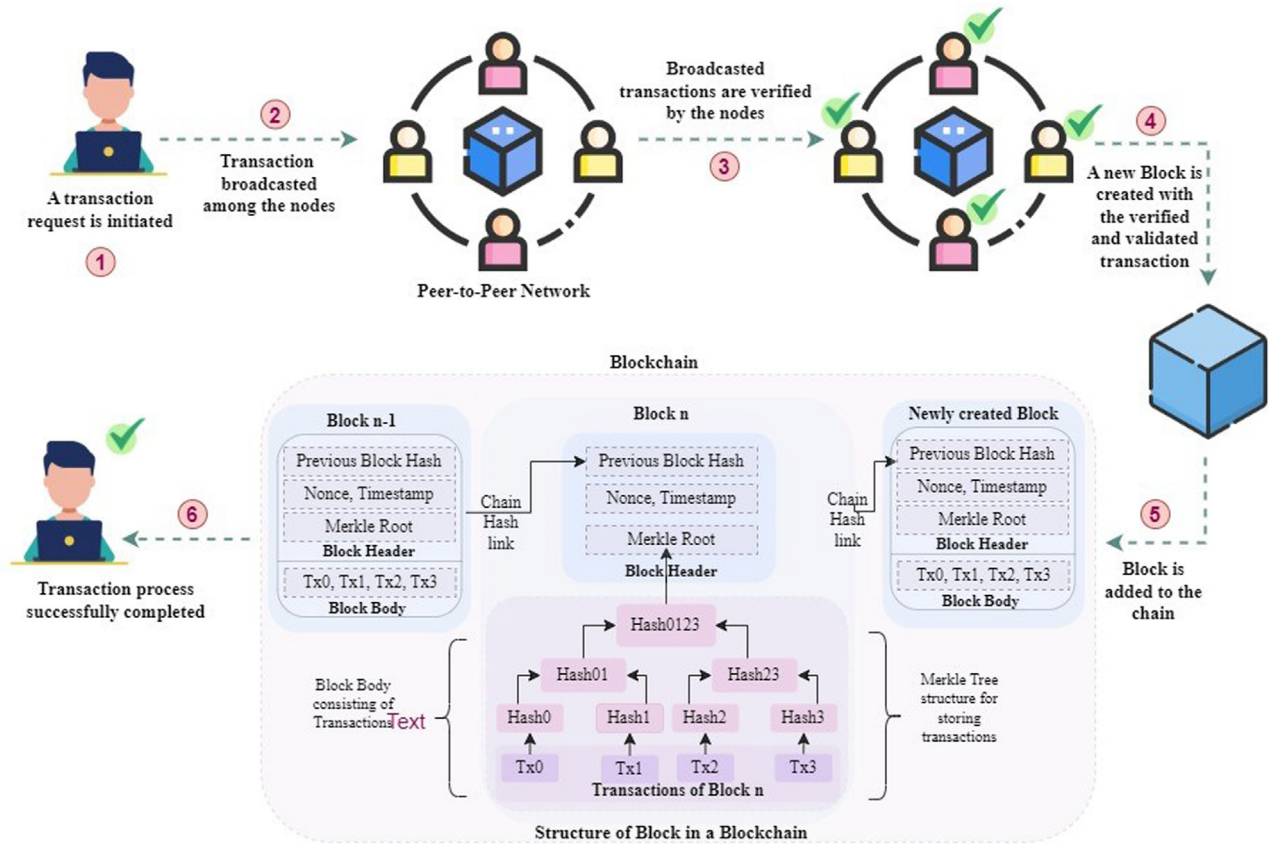 A transaction
request is initiated
1
2
Transaction
broadcasted
among the nodes
Peer-to-Peer Network
Broadcasted
transactions are verified
by the nodes
3
4
A new Block is
created with
the verified
and validated
transaction
5
Block is
added to the
chain
6
Transaction process
successfully completed
Blockchain
Block n-1
Previous Block Hash
Nonce, Timestamp
Merkle Root
Block Header
Tx0, Tx1, Tx2, Tx3
Block Body
Chain
Hash
link
Block n
Previous Block Hash
Nonce, Timestamp
Merkle Root
Block Header
Chain
Hash
link
Newly created Block
Previous Block Hash
Nonce, Timestamp
Merkle Root
Block Header
Tx0, Tx1, Tx2, Tx3
Block Body
Hash0123
Hash01 Hash23
Hash0 Hash1 Hash2 Hash3
Tx0 Tx1 Tx2 Tx3
Transactions of Block n
Block Body
consisting of
Transactions
Text
Merkle Tree
structure for
storing
transactions
Structure of Block in a Blockchain